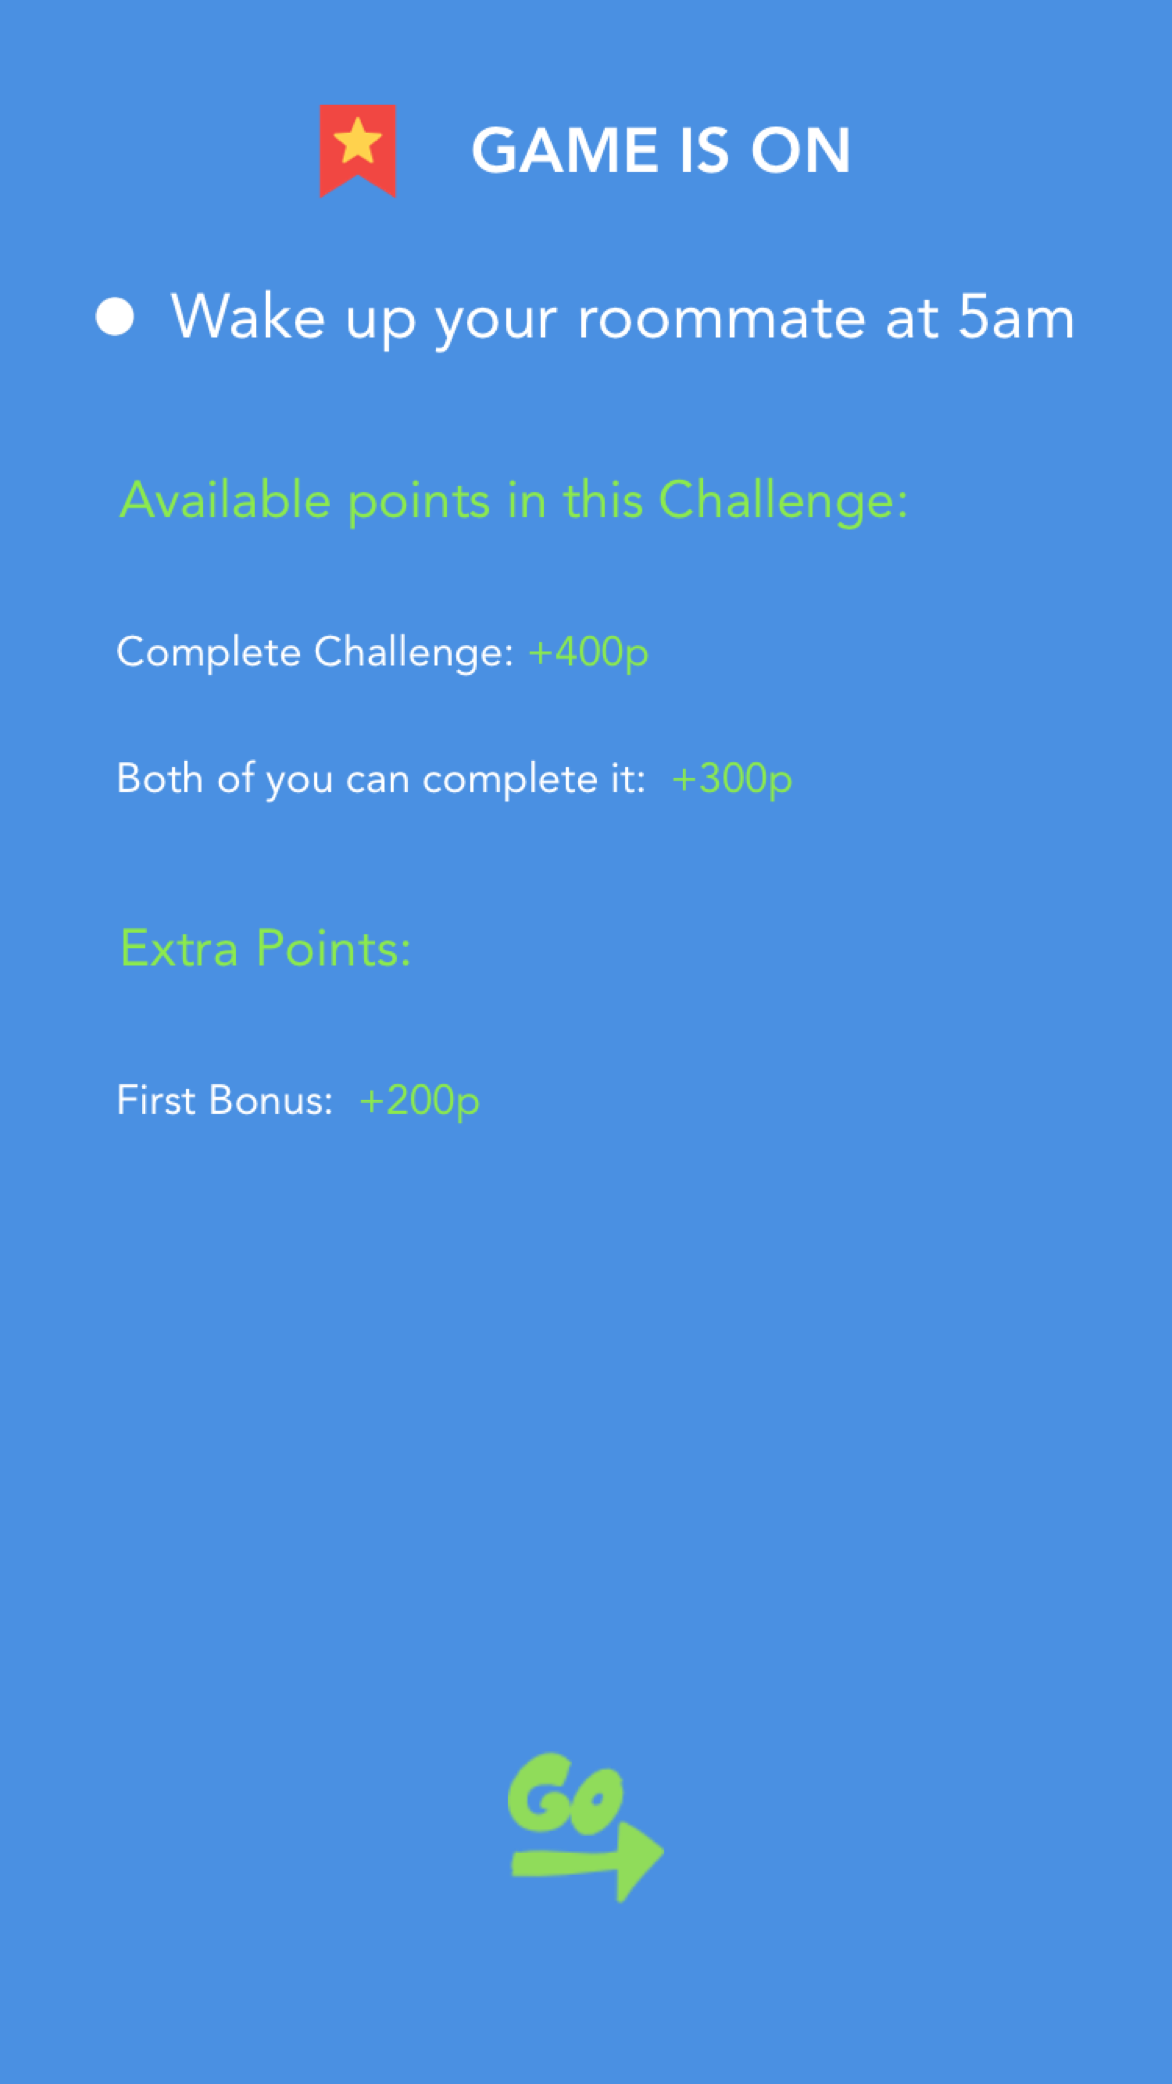 GAME IS ON
Wake up your roommate at 5am
Available points in this Challenge:
Complete Challenge: +400p
Both of you can complete it: +300p
Extra Points:
First Bonus: +200p
GO